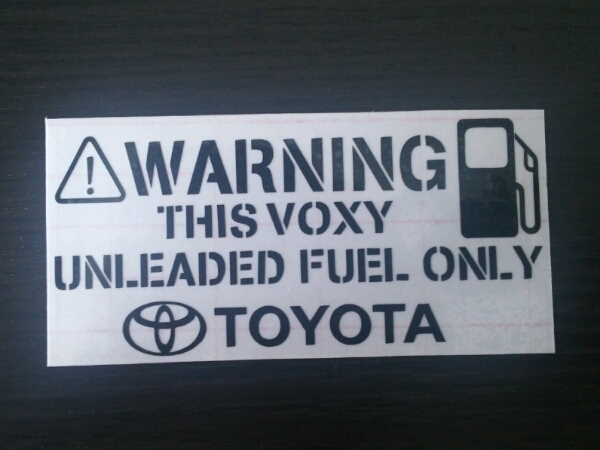 WARNING
THIS VOXY
UNLEADED FUEL ONLY
TOYOTA